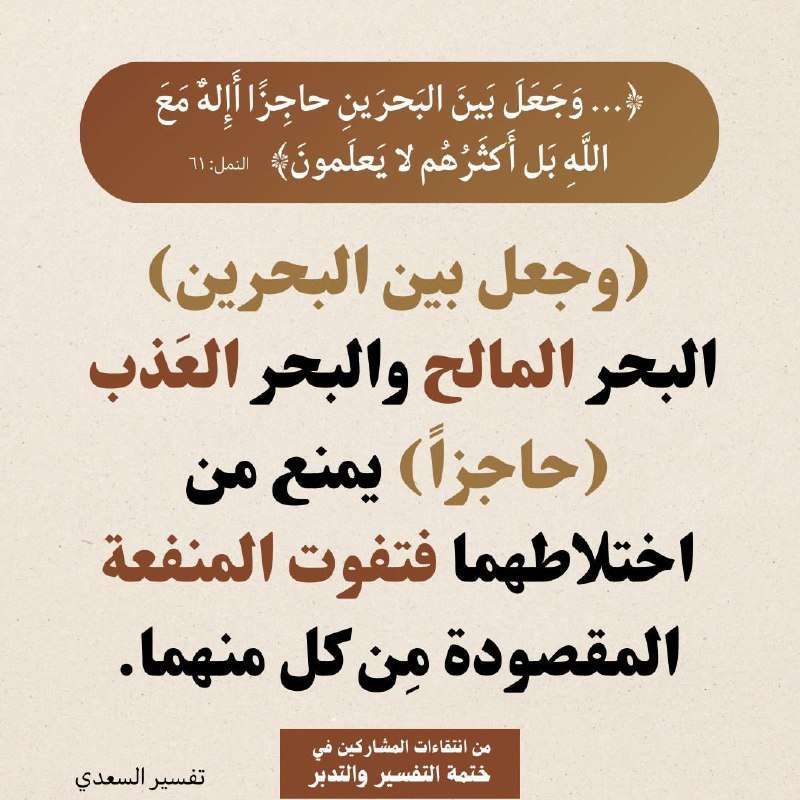 ﴿... وَجَعَلَ بَينَ البَحرَينِ حاجِزًا أَإِلهٌ مَعَ
اللَّهِ بَل أَكثَرُهُم لا يَعلَمونَ﴾ النمل: ٦١
(وجعل بين البحرين)
البحر المالح والبحر العَذب
(حاجزاً) يمنع من
اختلاطهما فتفوت المنفعة
المقصودة مِن كل منهما.
من انتقاءات المشاركين في
ختمة التفسير والتدبر
تفسير السعدي